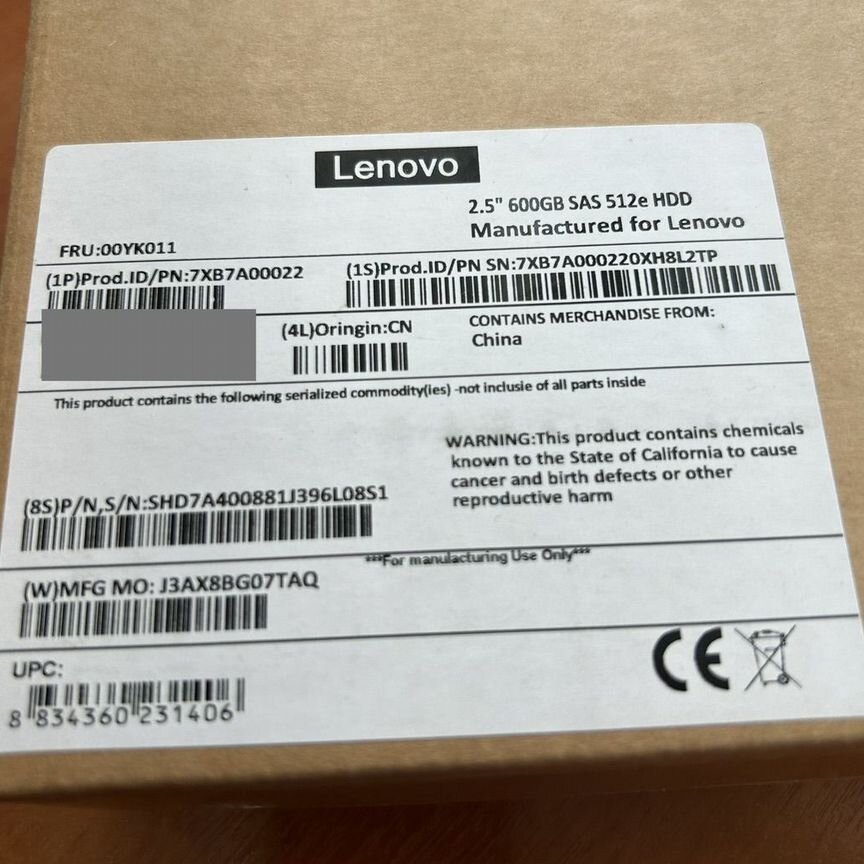 Lenovo
2.5" 600GB SAS 512e HDD
Manufactured for Lenovo
FRU:00YK011
(1P)Prod.ID/PN:7XB7A00022
(1S)Prod.ID/PN SN:7XB7A000220XH8L2TP
(4L)Oringin:CN
CONTAINS MERCHANDISE FROM:
China
This product contains the following serialized commodity(ies) -not inclusie of all parts inside
WARNING:This product contains chemicals
known to the State of California to cause
cancer and birth defects or other
reproductive harm
(8S)P/N,S/N:SHD7A400881J396L08S1
***For manulacturing Use Only***
(W)MFG MO: J3AX8BG07TAQ
UPC:
8 834360 231406
CE